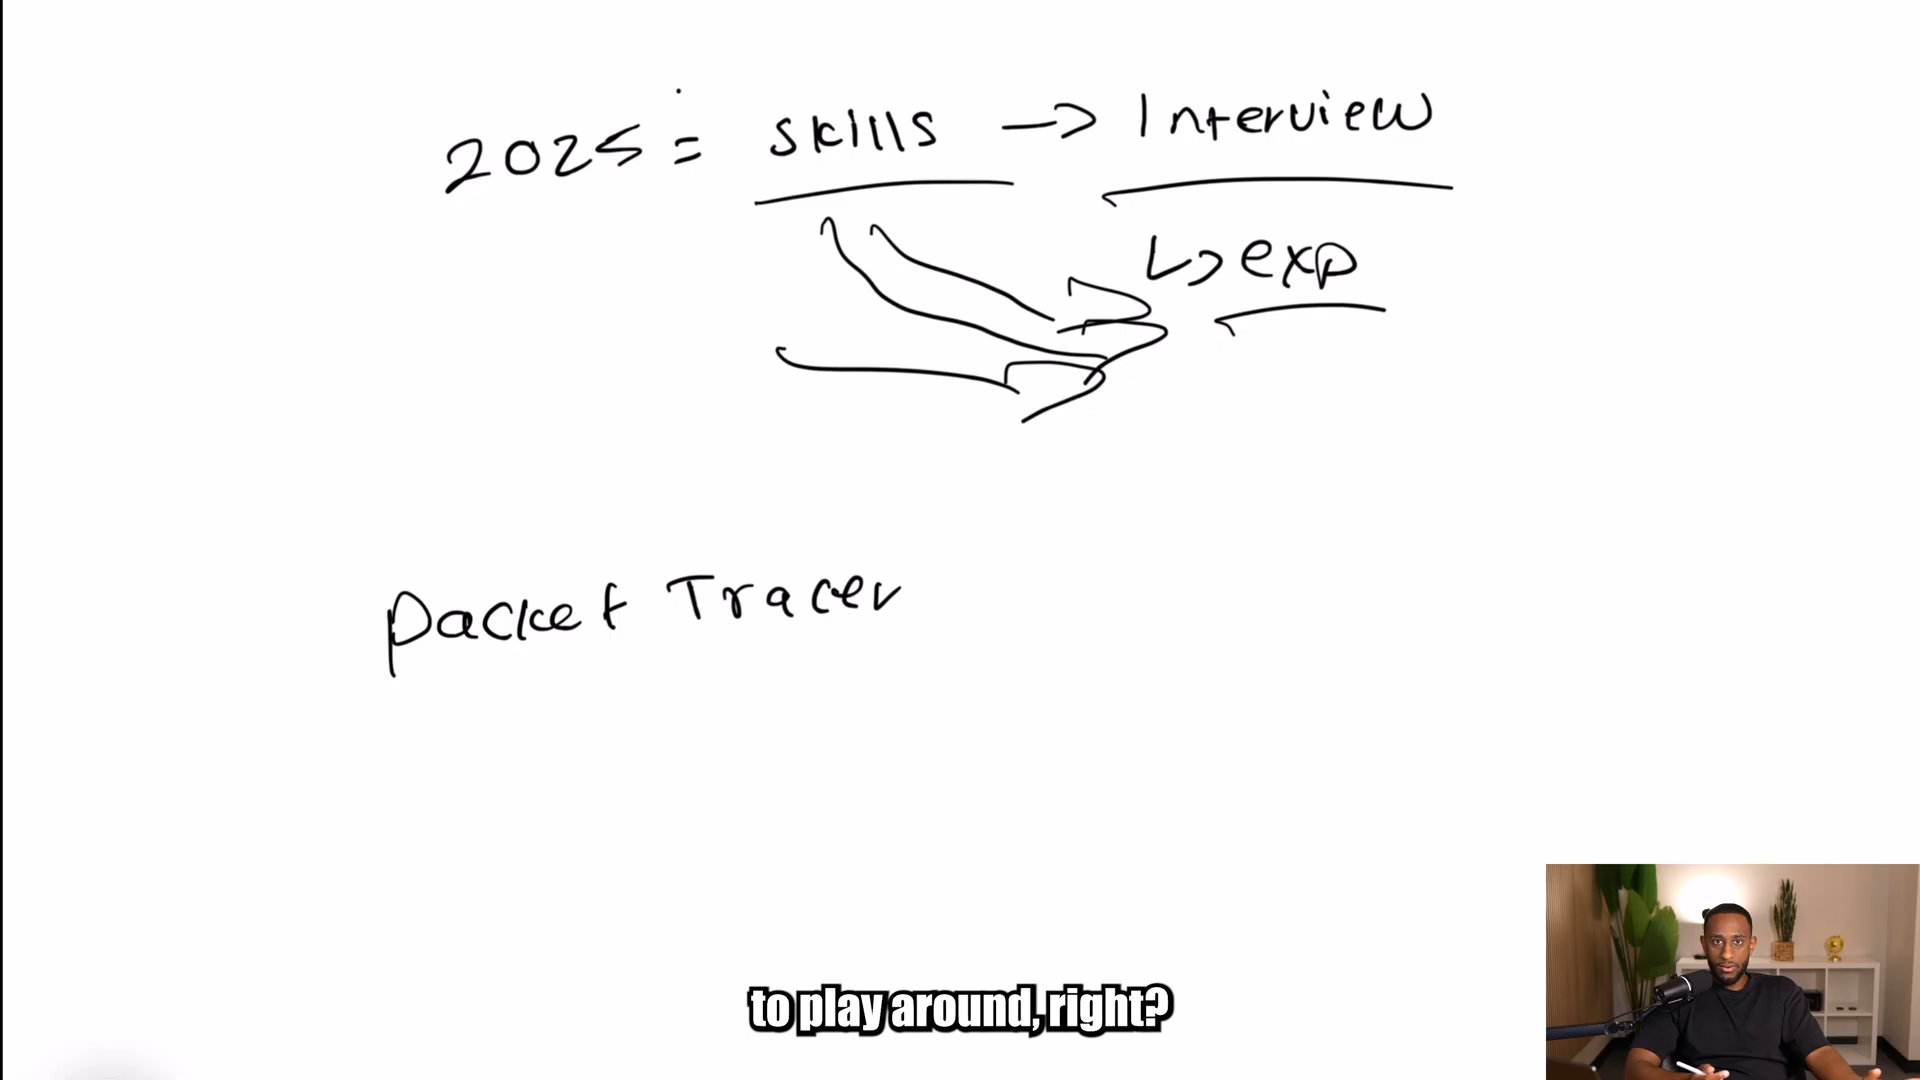 2025 = skills -> Interview
↳ exp
Packet Tracer
to play around, right?